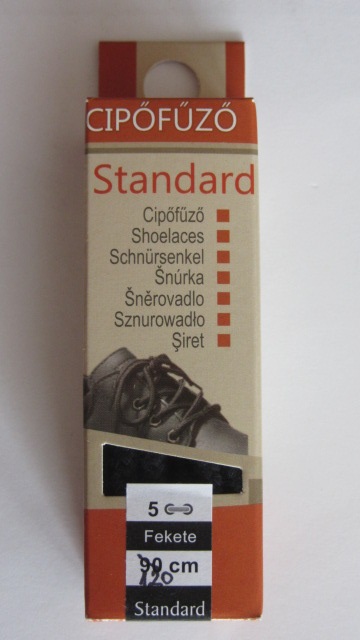 CIPŐFŰZŐ
Standard
Cipőfűző
Shoelaces
Schnürsenkel
Šnúrka
Šněrovadlo
Sznurowadło
Şiret
5
Fekete
90 cm
120
Standard